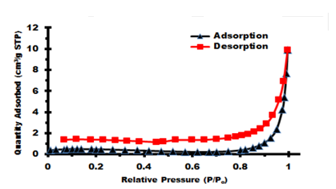 12
Adsorption
Desorption
10
8
6
4
2
0
0 0.2 0.4 0.6 0.8 1
Quantity Adsorbed (cm³/g STP)
Relative Pressure (P/Pₒ)